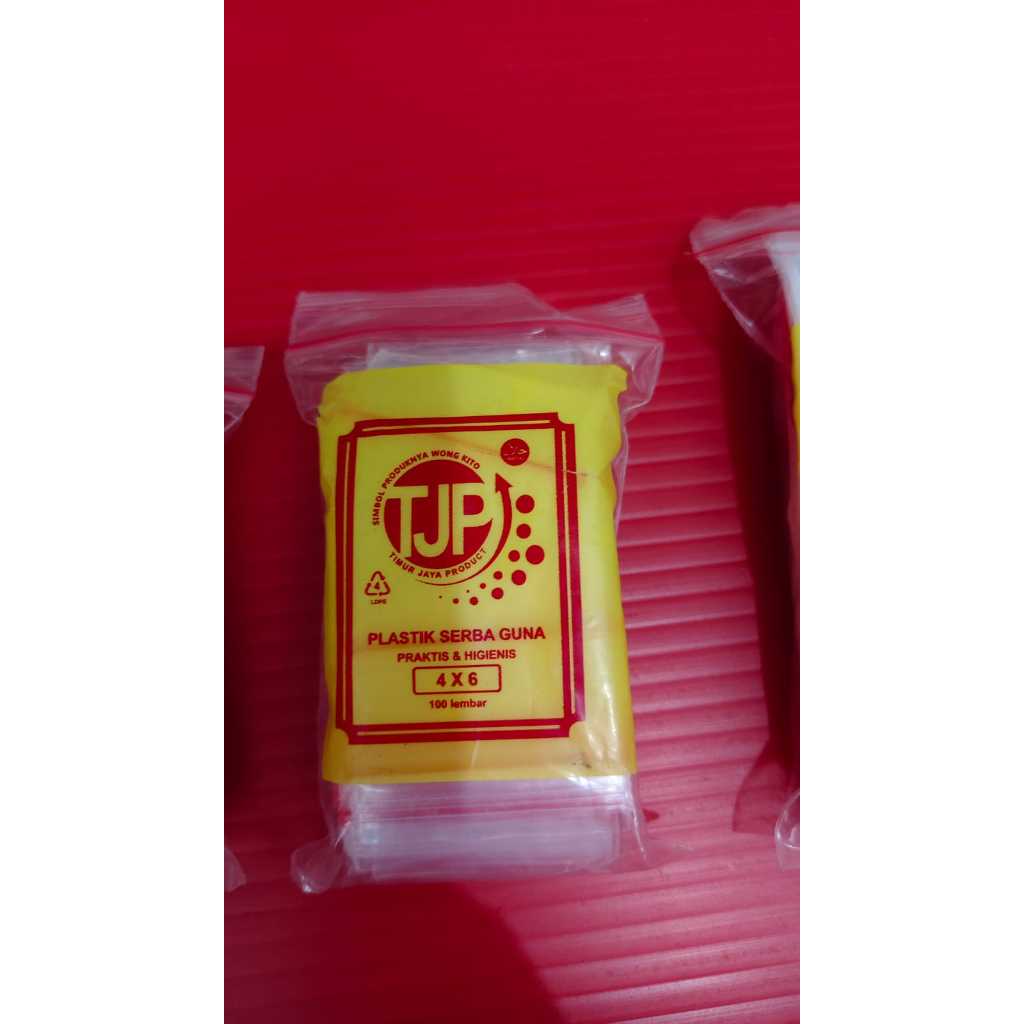 SIMBOL PRODUKNYA WONG KITO
حلال
TJP
TIMUR JAYA PRODUCT
4
LDPE
PLASTIK SERBA GUNA
PRAKTIS & HIGIENIS
4 X 6
100 lembar